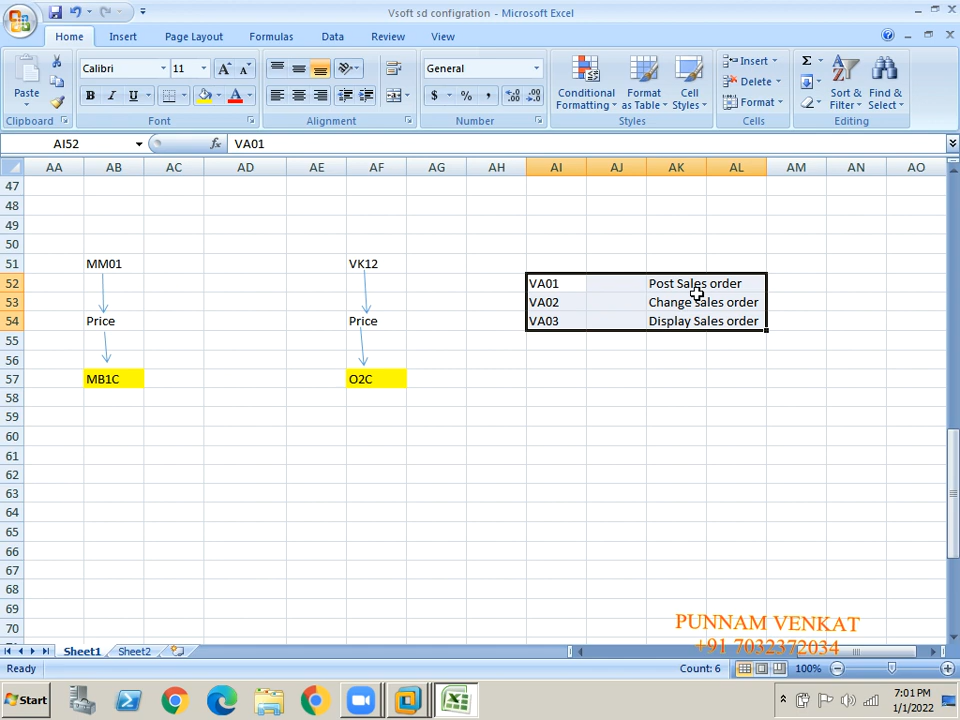 Vsoft sd configration - Microsoft Excel
Home Insert Page Layout Formulas Data Review View
Paste
Clipboard
Calibri 11
B I U
Font
Alignment
General
$ % ,
Number
Conditional Formatting
Format as Table
Cell Styles
Styles
Insert
Delete
Format
Cells
Sort & Filter
Find & Select
Editing
AI52 fx VA01
AA AB AC AD AE AF AG AH AI AJ AK AL AM AN AO
47
48
49
50
51 MM01 VK12
52 VA01 Post Sales order
53 VA02 Change sales order
54 Price Price VA03 Display Sales order
55
56
57 MB1C O2C
58
59
60
61
62
63
64
65
66
67
68
69
70
PUNNAM VENKAT
+91 7032372034
Sheet1 Sheet2
Ready Count: 6 100%
Start 7:01 PM
1/1/2022